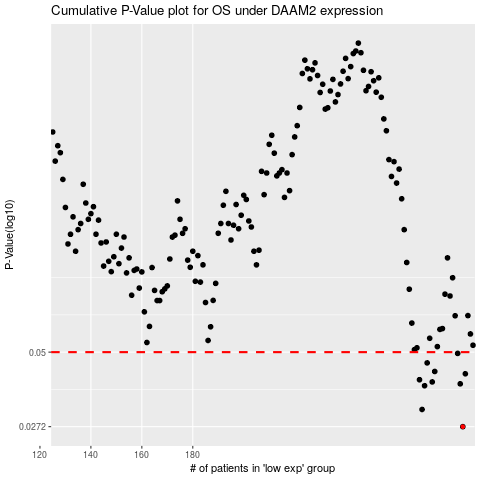 Cumulative P-Value plot for OS under DAAM2 expression
P-Value(log10)
0.05
0.0272
120 140 160 180
# of patients in 'low exp' group